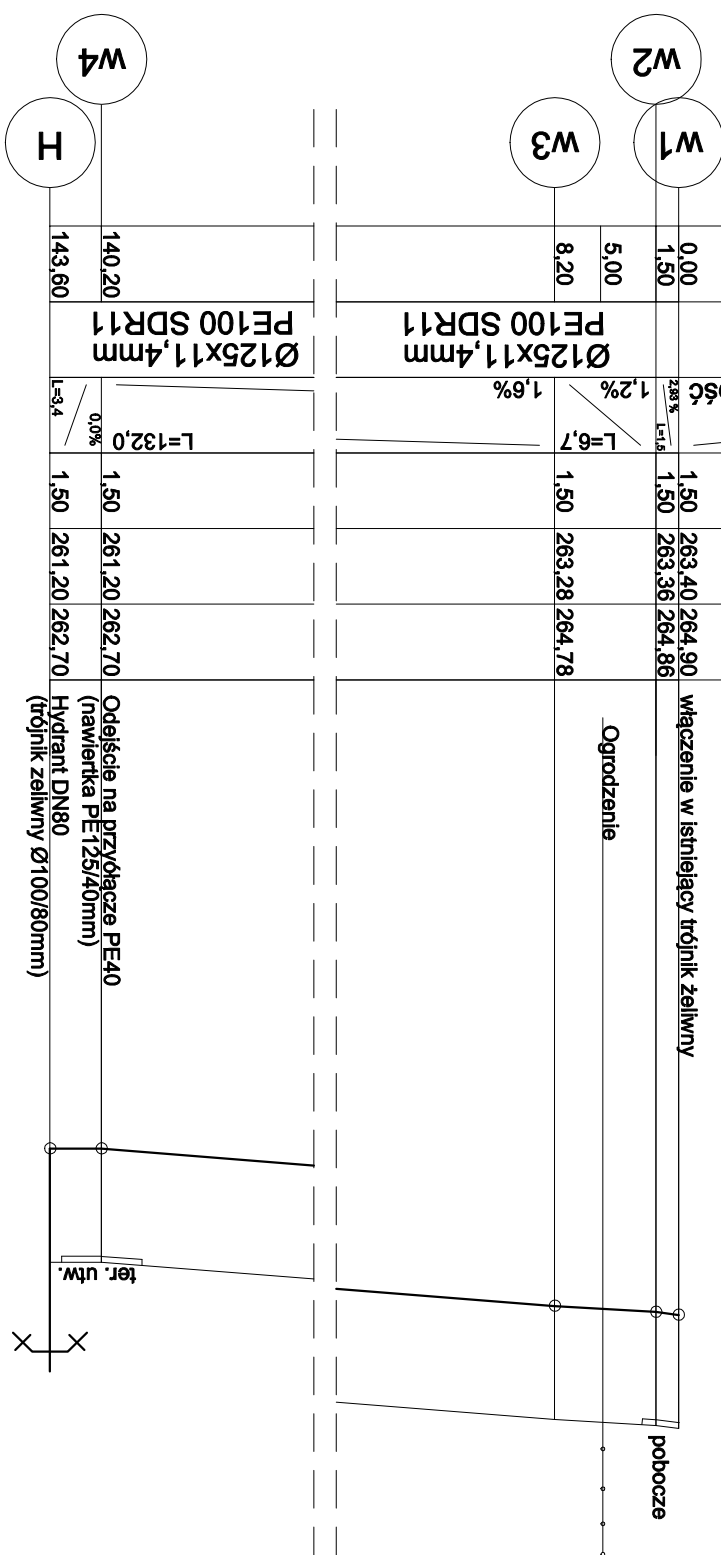 w1
w2
w3
w4
H
0,00
1,50
5,00
8,20
140,20
143,60
Ø125x11,4mm
PE100 SDR11
Ø125x11,4mm
PE100 SDR11
2,93 %
L=1,5
1,2%
L=6,7
1,6%
L=132,0
0,0%
L=3,4
1,50
1,50
1,50
1,50
1,50
263,40
263,36
263,28
261,20
261,20
264,90
264,86
264,78
262,70
262,70
włączenie w istniejący trójnik żeliwny
Ogrodzenie
Odejście na przyółącze PE40
(nawiertka PE125/40mm)
Hydrant DN80
(trójnik żeliwny Ø100/80mm)
pobocze
ter. utw.